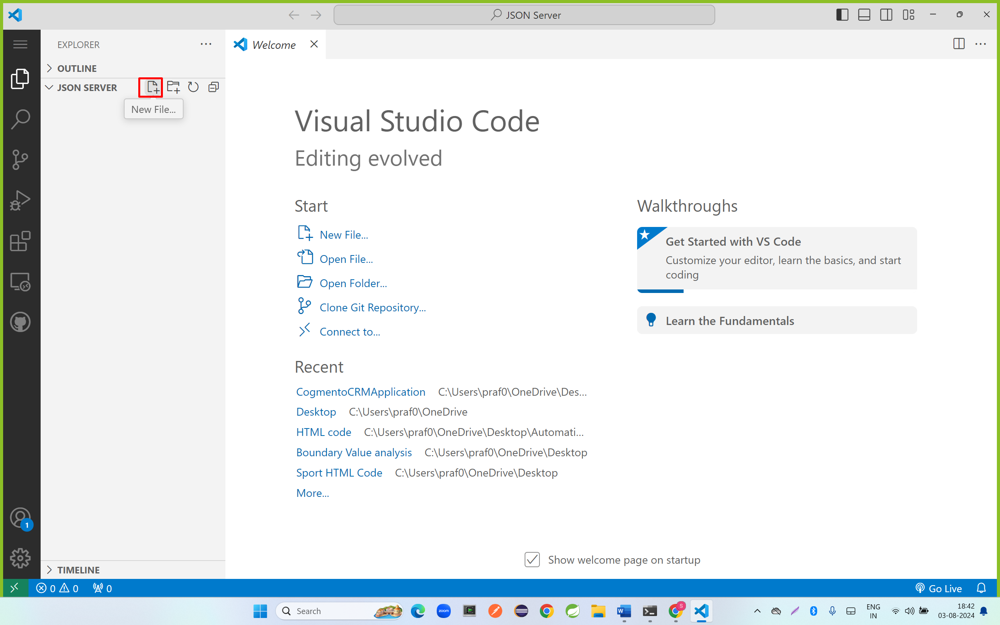 JSON Server
EXPLORER
Welcome
OUTLINE
JSON SERVER
New File...
Visual Studio Code
Editing evolved
Start
New File...
Open File...
Open Folder...
Clone Git Repository...
Connect to...
Recent
CogmentoCRMApplication C:\Users\praf0\OneDrive\Des...
Desktop C:\Users\praf0\OneDrive
HTML code C:\Users\praf0\OneDrive\Desktop\Automati...
Boundary Value analysis C:\Users\praf0\OneDrive\Desktop
Sport HTML Code C:\Users\praf0\OneDrive\Desktop
More...
Walkthroughs
Get Started with VS Code
Customize your editor, learn the basics, and start
coding
Learn the Fundamentals
Show welcome page on startup
1
TIMELINE
0 0 0
Go Live
Search
zoom
W
S
ENG
IN
18:42
03-08-2024